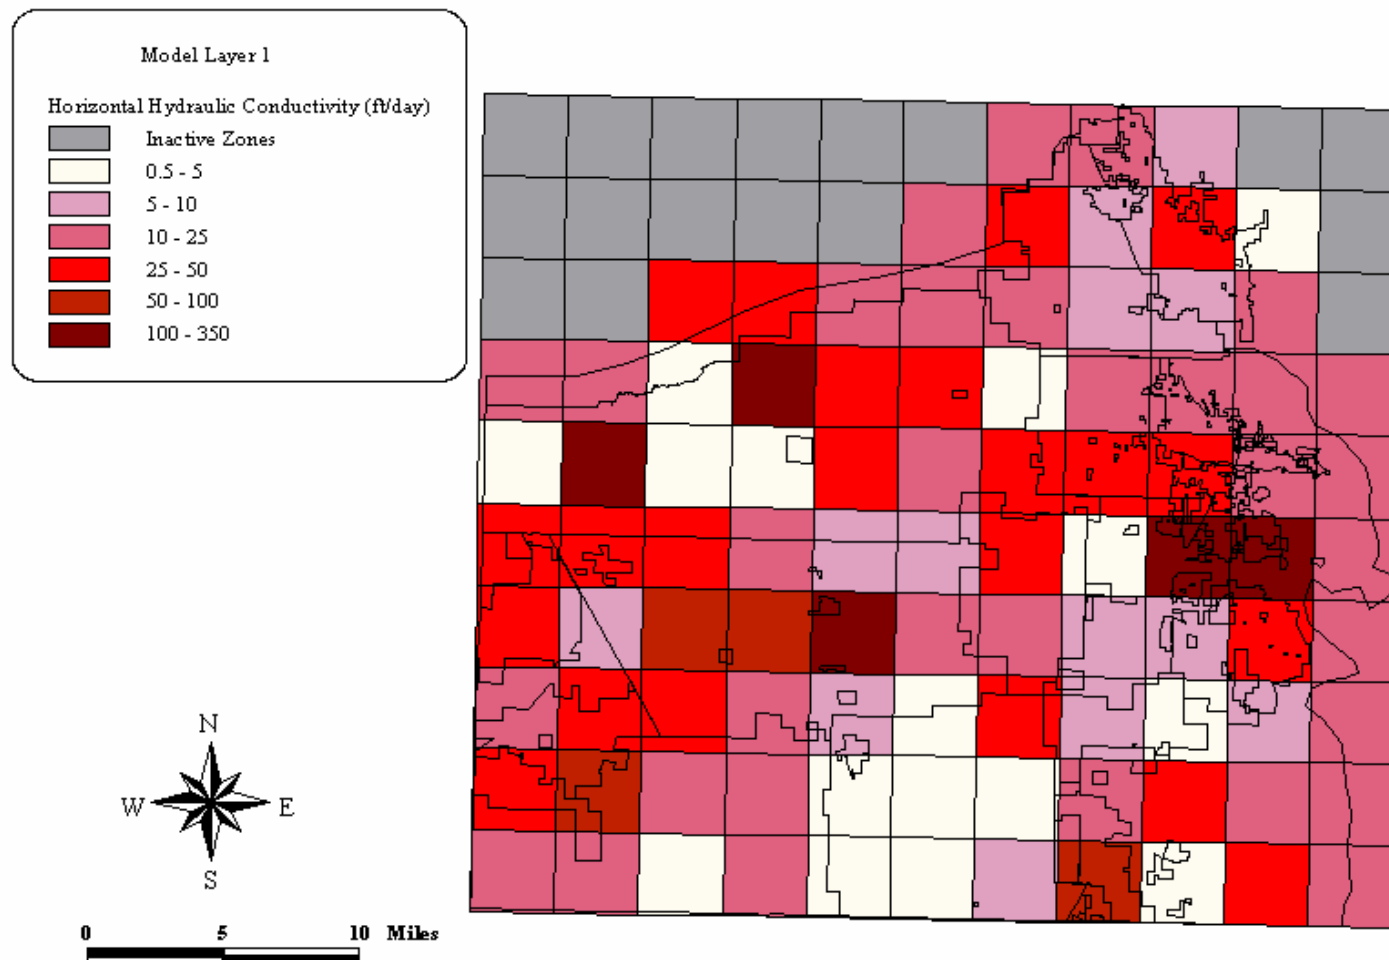 Model Layer 1
Horizontal Hydraulic Conductivity (ft/day)
Inactive Zones
0.5 - 5
5 - 10
10 - 25
25 - 50
50 - 100
100 - 350
N
W E
S
0 5 10 Miles